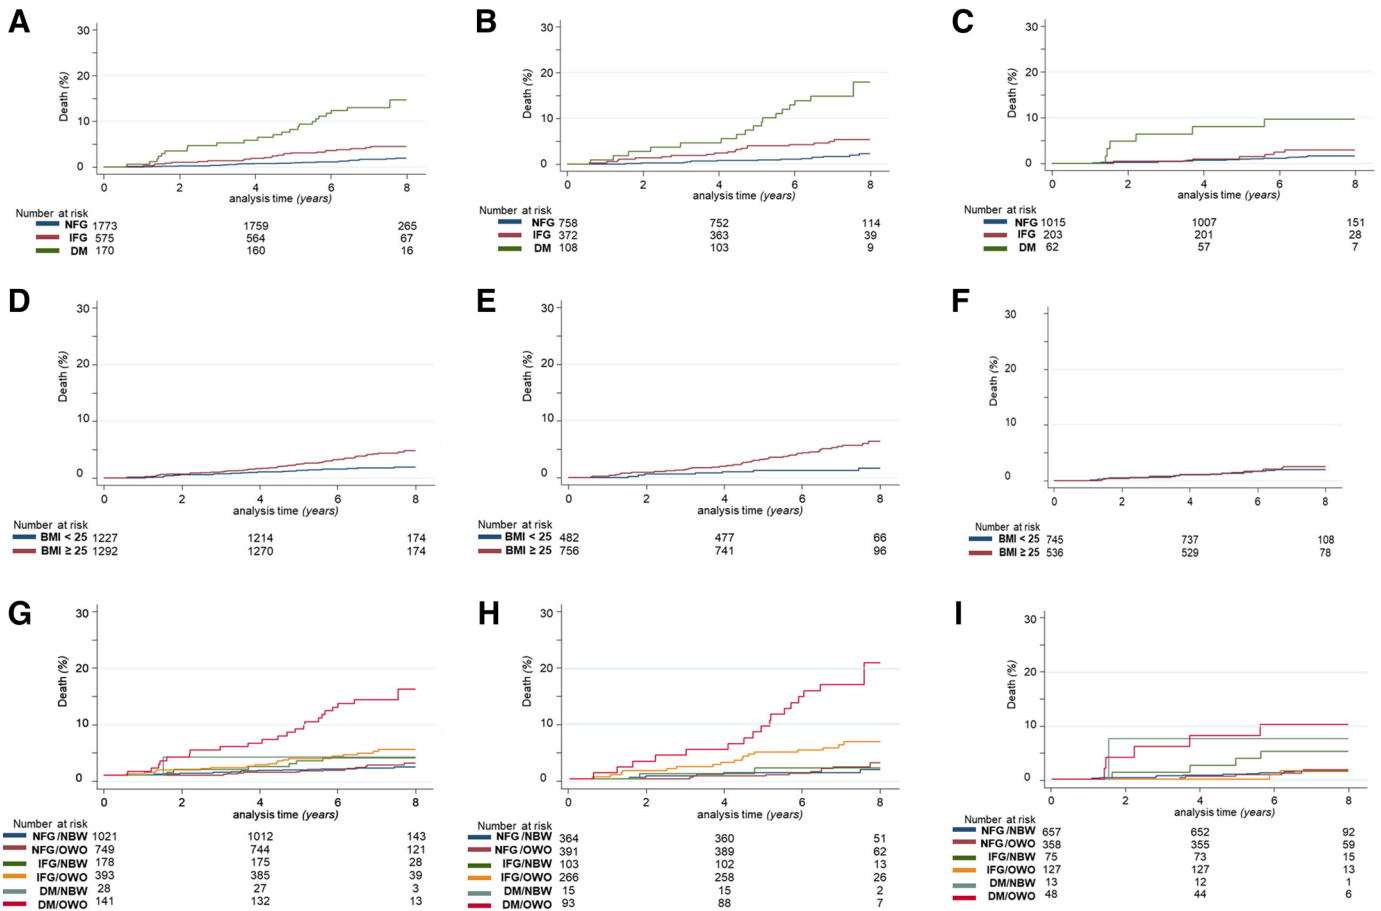 A
30
20
10
0
Death (%)
0 2 4 6 8
analysis time (years)
Number at risk
NFG 1773 1759 265
IFG 575 564 67
DM 170 160 16
B
30
20
10
0
Death (%)
0 2 4 6 8
analysis time (years)
Number at risk
NFG 758 752 114
IFG 372 363 39
DM 108 103 9
C
30
20
10
0
Death (%)
0 2 4 6 8
analysis time (years)
Number at risk
NFG 1015 1007 151
IFG 203 201 28
DM 62 57 7
D
30
20
10
0
Death (%)
0 2 4 6 8
analysis time (years)
Number at risk
BMI < 25 1227 1214 174
BMI ≥ 25 1292 1270 174
E
30
20
10
0
Death (%)
0 2 4 6 8
analysis time (years)
Number at risk
BMI < 25 482 477 66
BMI ≥ 25 756 741 96
F
30
20
10
0
Death (%)
0 2 4 6 8
analysis time (years)
Number at risk
BMI < 25 745 737 108
BMI ≥ 25 536 529 78
G
30
20
10
0
Death (%)
0 2 4 6 8
analysis time (years)
Number at risk
NFG/NBW 1021 1012 143
NFG/OWO 749 744 121
IFG/NBW 178 175 28
IFG/OWO 393 385 39
DM/NBW 28 27 3
DM/OWO 141 132 13
H
30
20
10
0
Death (%)
0 2 4 6 8
analysis time (years)
Number at risk
NFG/NBW 364 360 51
NFG/OWO 391 389 62
IFG/NBW 103 102 13
IFG/OWO 266 258 26
DM/NBW 15 15 2
DM/OWO 93 88 7
I
30
20
10
0
Death (%)
0 2 4 6 8
analysis time (years)
Number at risk
NFG/NBW 657 652 92
NFG/OWO 358 355 59
IFG/NBW 75 73 15
IFG/OWO 127 127 13
DM/NBW 13 12 1
DM/OWO 48 44 6